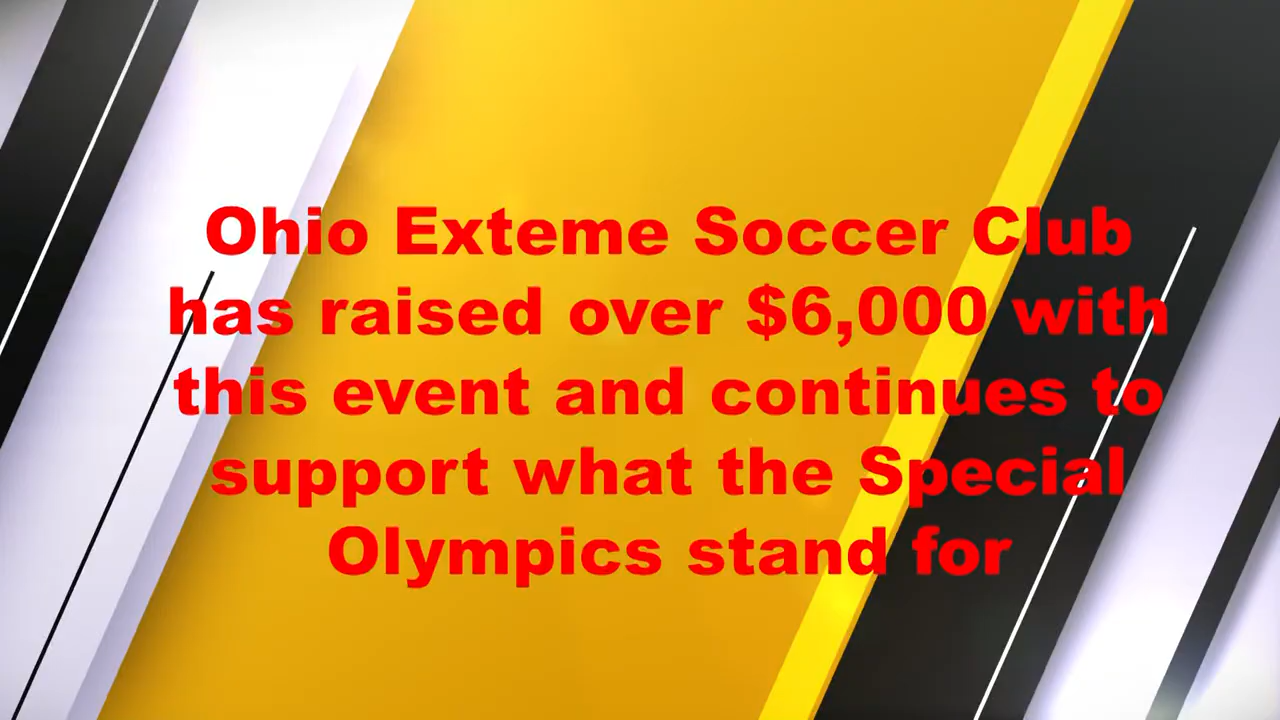 Ohio Exteme Soccer Club
has raised over $6,000 with
this event and continues to
support what the Special
Olympics stand for